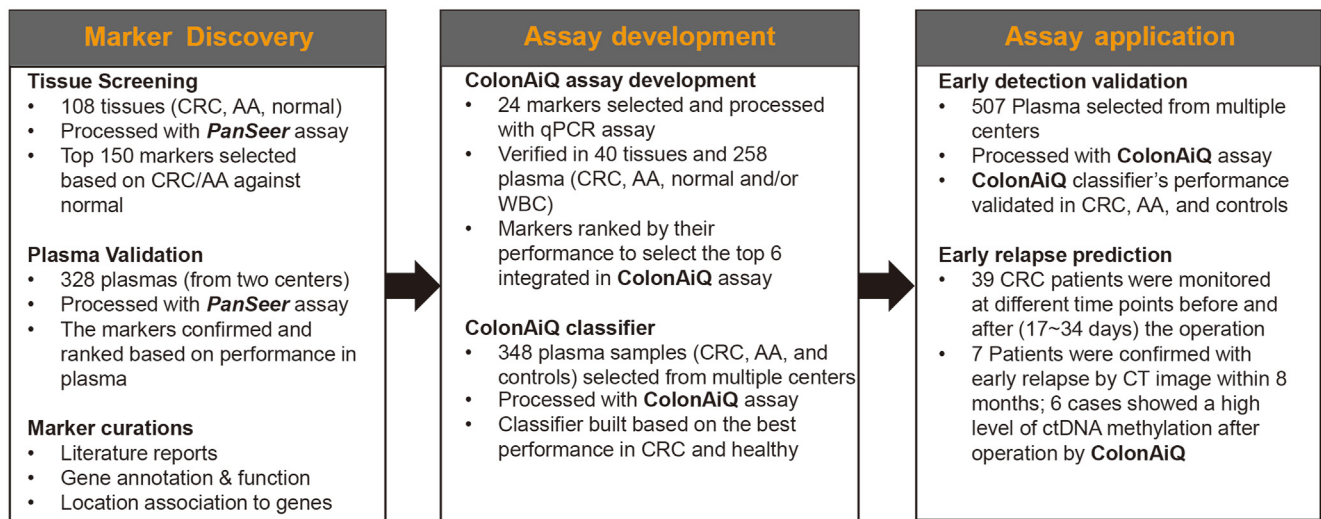 Marker Discovery
Tissue Screening
• 108 tissues (CRC, AA, normal)
• Processed with PanSeer assay
• Top 150 markers selected
based on CRC/AA against
normal
Plasma Validation
• 328 plasmas (from two centers)
• Processed with PanSeer assay
• The markers confirmed and
ranked based on performance in
plasma
Marker curations
• Literature reports
• Gene annotation & function
• Location association to genes
Assay development
ColonAiQ assay development
• 24 markers selected and processed
with qPCR assay
• Verified in 40 tissues and 258
plasma (CRC, AA, normal and/or
WBC)
• Markers ranked by their
performance to select the top 6
integrated in ColonAiQ assay
ColonAiQ classifier
• 348 plasma samples (CRC, AA, and
controls) selected from multiple centers
• Processed with ColonAiQ assay
• Classifier built based on the best
performance in CRC and healthy
Assay application
Early detection validation
• 507 Plasma selected from multiple
centers
• Processed with ColonAiQ assay
• ColonAiQ classifier's performance
validated in CRC, AA, and controls
Early relapse prediction
• 39 CRC patients were monitored
at different time points before and
after (17~34 days) the operation
• 7 Patients were confirmed with
early relapse by CT image within 8
months; 6 cases showed a high
level of ctDNA methylation after
operation by ColonAiQ